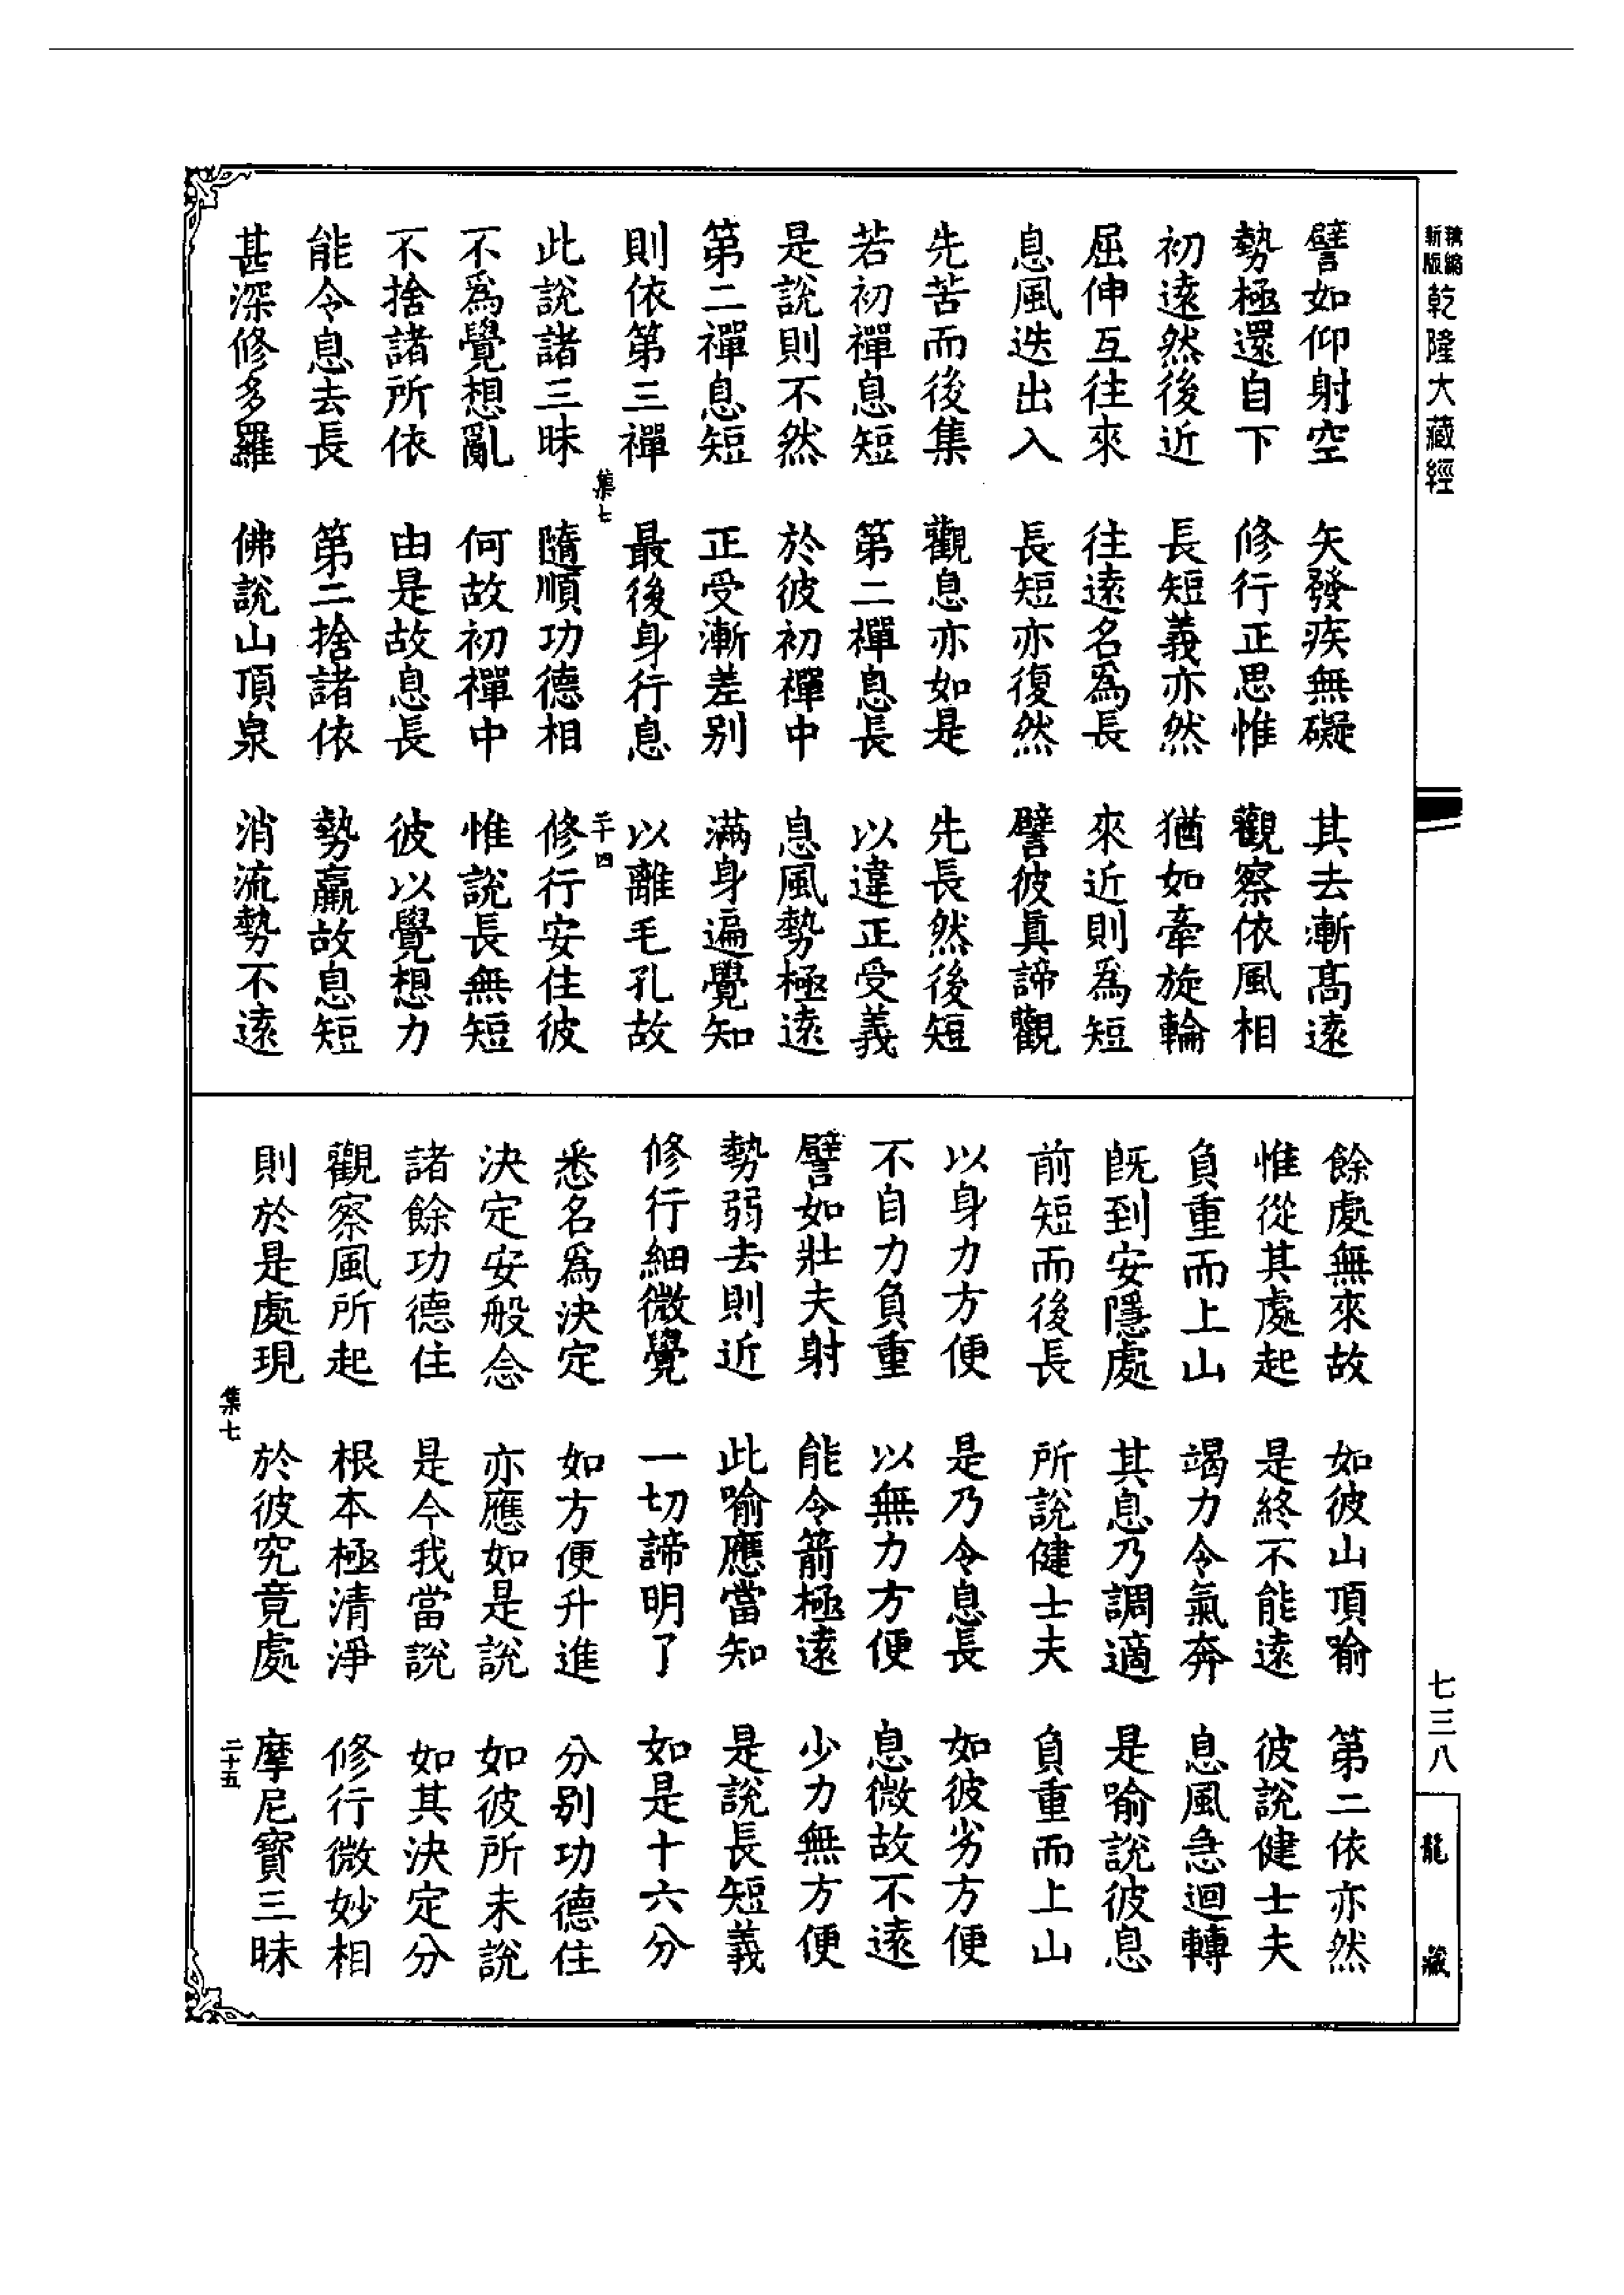 精縮新版乾隆大藏經
譬如仰射空　矢發疾無礙　其去漸髙遠
勢極還自下　修行正思惟　觀察依風相
初遠然後近　長短義亦然　猶如牽旋輪
屈伸互往來　往遠名爲長　來近則爲短
息風迭出入　長短亦復然　譬彼眞諦觀
先苦而後集　觀息亦如是　先長然後短
若初禪息短　第二禪息長　以違正受義
是說則不然　於彼初禪中　息風勢極遠
第二禪息短　正受漸差别　滿身遍覺知
則依第三禪　最後身行息　以離毛孔故
集七　二十四
此說諸三昧　隨順功德相　修行安住彼
不爲覺想亂　何故初禪中　惟說長無短
不捨諸所依　由是故息長　彼以覺想力
能令息去長　第二捨諸依　勢羸故息短
甚深修多羅　佛說山頂泉　消流勢不遠
餘處無來故　如彼山頂喻　第二依亦然
惟從其處起　是終不能遠　彼說健士夫
負重而上山　竭力令氣奔　息風急迴轉
旣到安隱處　其息乃調適　是喻說彼息
前短而後長　所說健士夫　負重而上山
以身力方便　是乃令息長　如彼劣方便
不自力負重　以無力方便　息微故不遠
譬如壯夫射　能令箭極遠　少力無方便
勢弱去則近　此喻應當知　是說長短義
修行細微覺　一切諦明了　如是十六分
悉名爲決定　如方便升進　分别功德住
決定安般念　亦應如是說　如彼所未說
諸餘功德住　是今我當說　如其決定分
觀察風所起　根本極清淨　修行微妙相
則於是處現　於彼究竟處　摩尼寳三昧
集七　二十五
七三八
龍藏